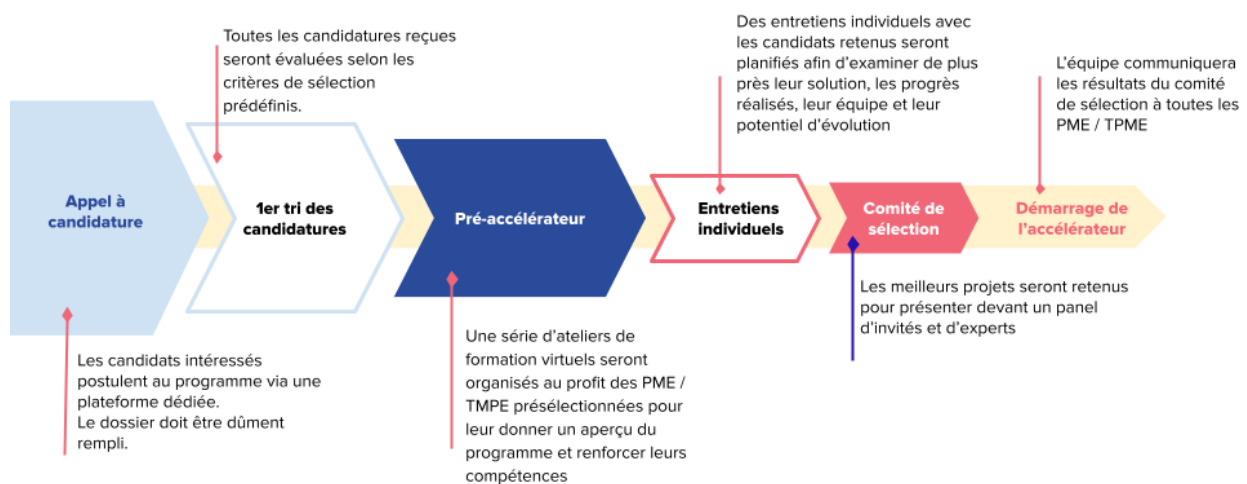 Toutes les candidatures reçues
seront évaluées selon les
critères de sélection
prédéfinis.
Des entretiens individuels avec
les candidats retenus seront
planifiés afin d'examiner de plus
près leur solution, les progrès
réalisés, leur équipe et leur
potentiel d'évolution
L'équipe communiquera
les résultats du comité
de sélection à toutes les
PME / TPME
Appel à
candidature
1er tri des
candidatures
Pré-accélérateur
Entretiens
individuels
Comité de
sélection
Démarrage de
l'accélérateur
Les candidats intéressés
postulent au programme via une
plateforme dédiée.
Le dossier doit être dûment
rempli.
Une série d'ateliers de
formation virtuels seront
organisés au profit des PME /
TMPE présélectionnées pour
leur donner un aperçu du
programme et renforcer leurs
compétences
Les meilleurs projets seront retenus
pour présenter devant un panel
d'invités et d'experts